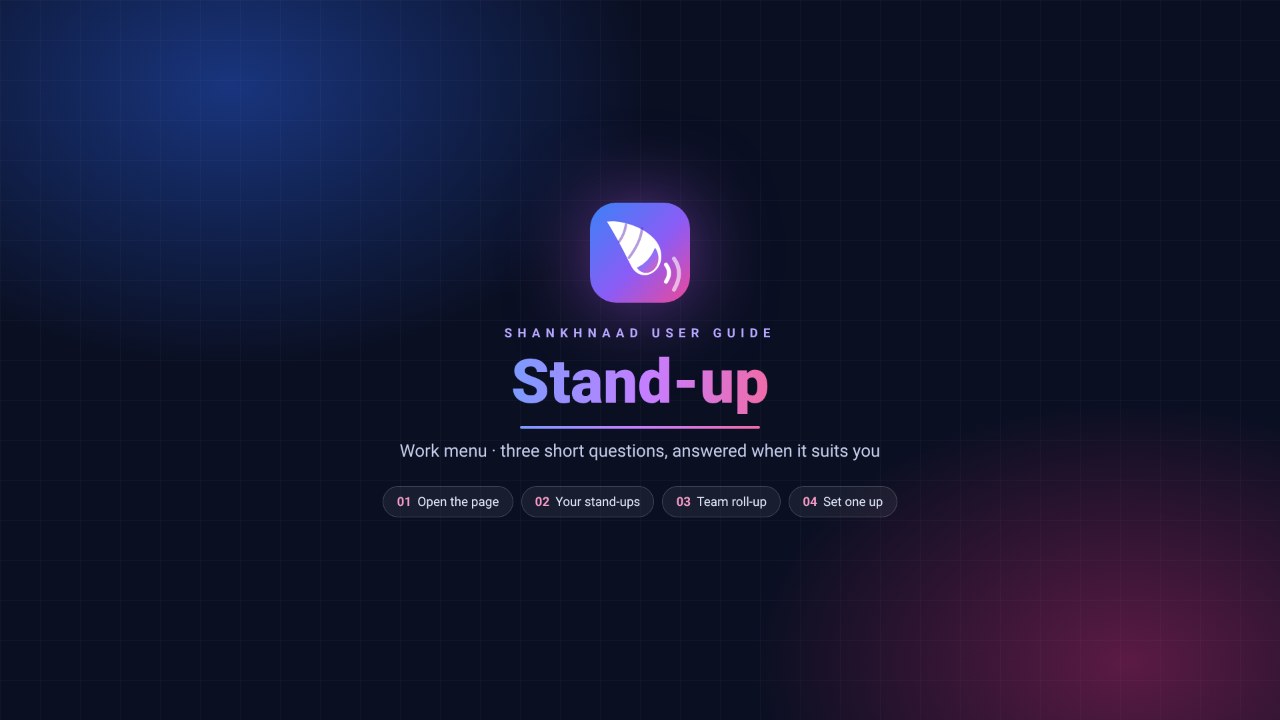 SHANKHNAAD USER GUIDE
Stand-up
Work menu · three short questions, answered when it suits you
01 Open the page 02 Your stand-ups 03 Team roll-up 04 Set one up